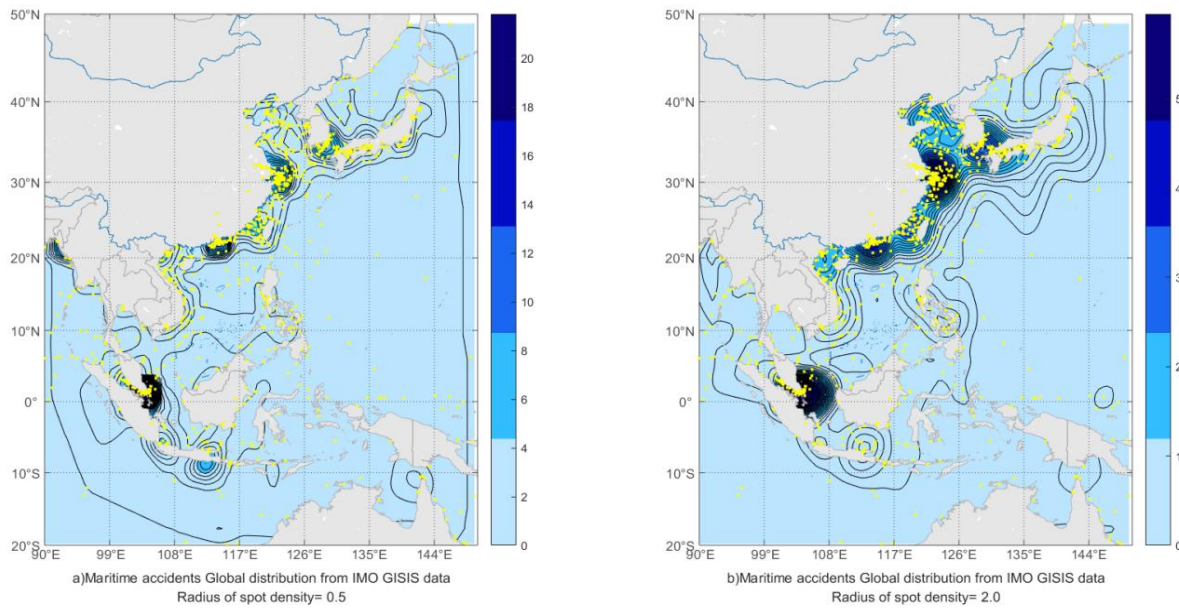 50°N
40°N
30°N
20°N
10°N
0°
10°S
20°S
90°E 99°E 108°E 117°E 126°E 135°E 144°E
20
18
16
14
12
10
8
6
4
2
0
a)Maritime accidents Global distribution from IMO GISIS data
Radius of spot density= 0.5
50°N
40°N
30°N
20°N
10°N
0°
10°S
20°S
90°E 99°E 108°E 117°E 126°E 135°E 144°E
b)Maritime accidents Global distribution from IMO GISIS data
Radius of spot density= 2.0